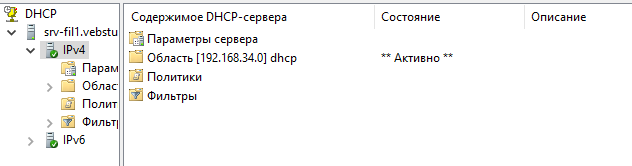 DHCP
srv-fil1.vebstu
IPv4
Парам
Облас
Полит
Филь
IPv6
Содержимое DHCP-сервера Состояние Описание
Параметры сервера
Область [192.168.34.0] dhcp ** Активно **
Политики
Фильтры